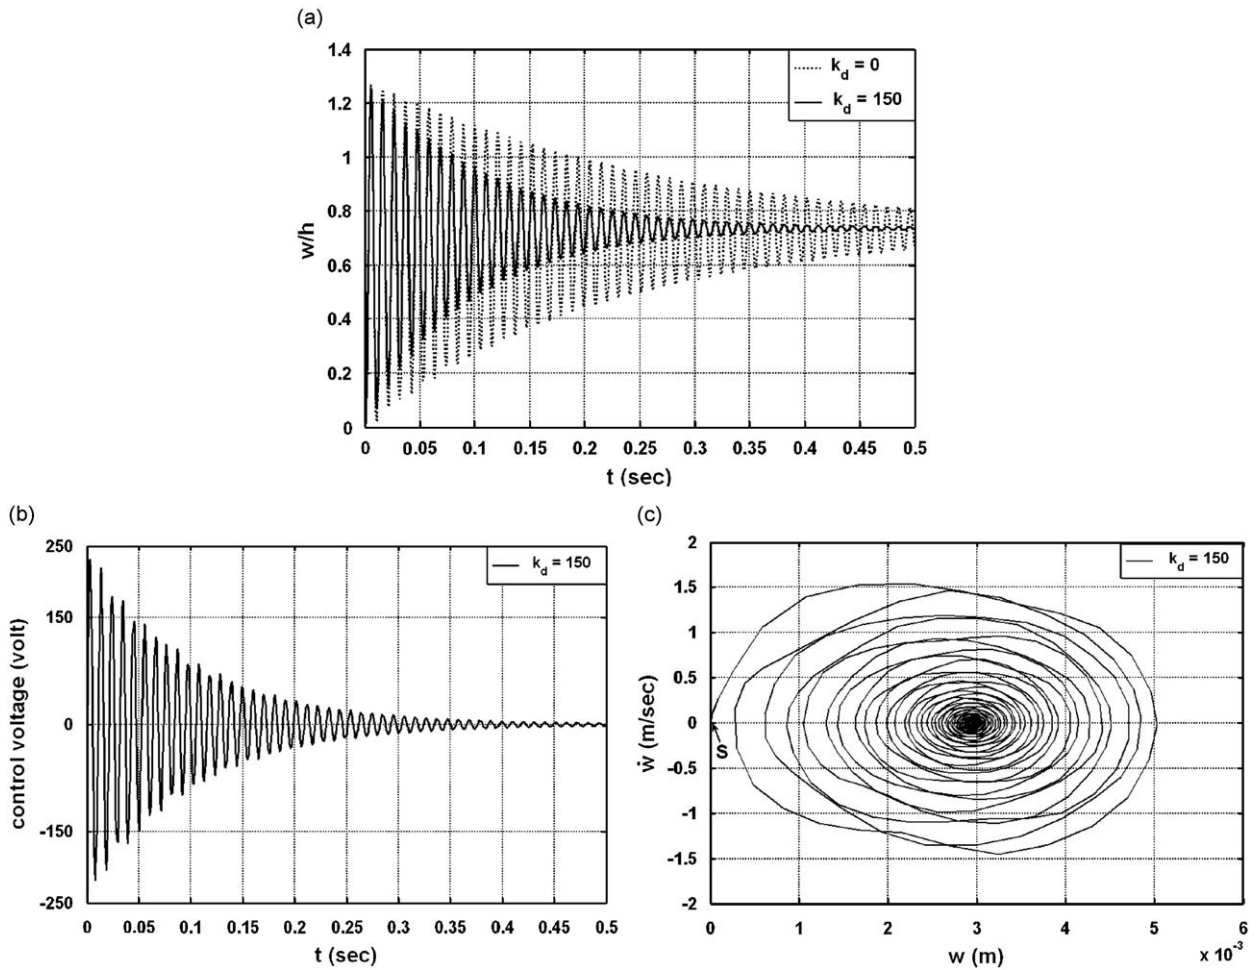 (a)
1.4
1.2
1
0.8
0.6
0.4
0.2
0
w/h
k_d = 0
k_d = 150
0 0.05 0.1 0.15 0.2 0.25 0.3 0.35 0.4 0.45 0.5
t (sec)
(b)
250
150
0
-150
-250
control voltage (volt)
k_d = 150
0 0.05 0.1 0.15 0.2 0.25 0.3 0.35 0.4 0.45 0.5
t (sec)
(c)
2
1.5
1
0.5
0
-0.5
-1
-1.5
-2
ẇ (m/sec)
k_d = 150
S
0 1 2 3 4 5 6
x 10⁻³
w (m)